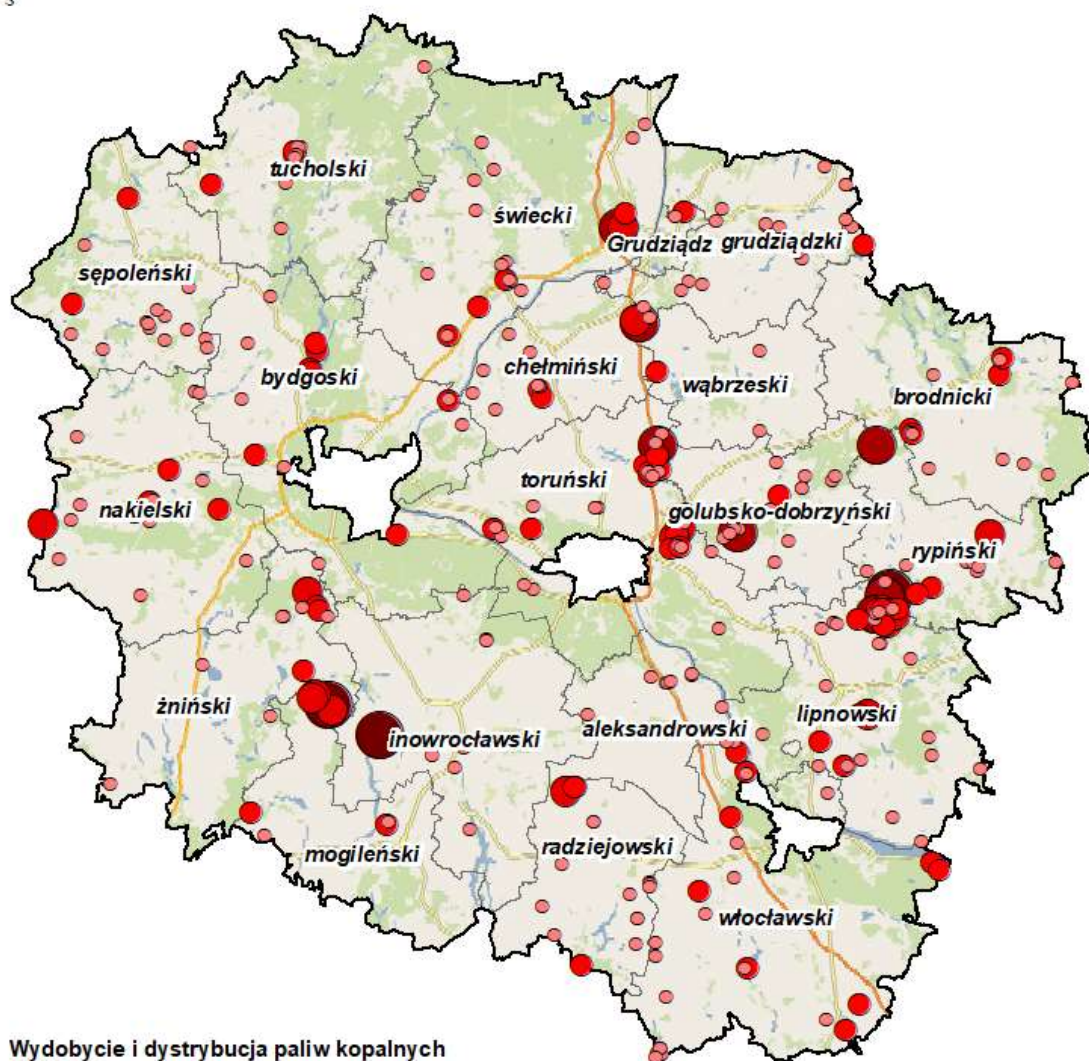 tucholski
świecki
Grudziądz
grudziądzki
sępoleński
bydgoski
chełmiński
wąbrzeski
brodnicki
nakielski
toruński
golubsko-dobrzyński
rypiński
żniński
inowrocławski
aleksandrowski
lipnowski
mogileński
radziejowski
włocławski
Wydobycie i dystrybucja paliw kopalnych